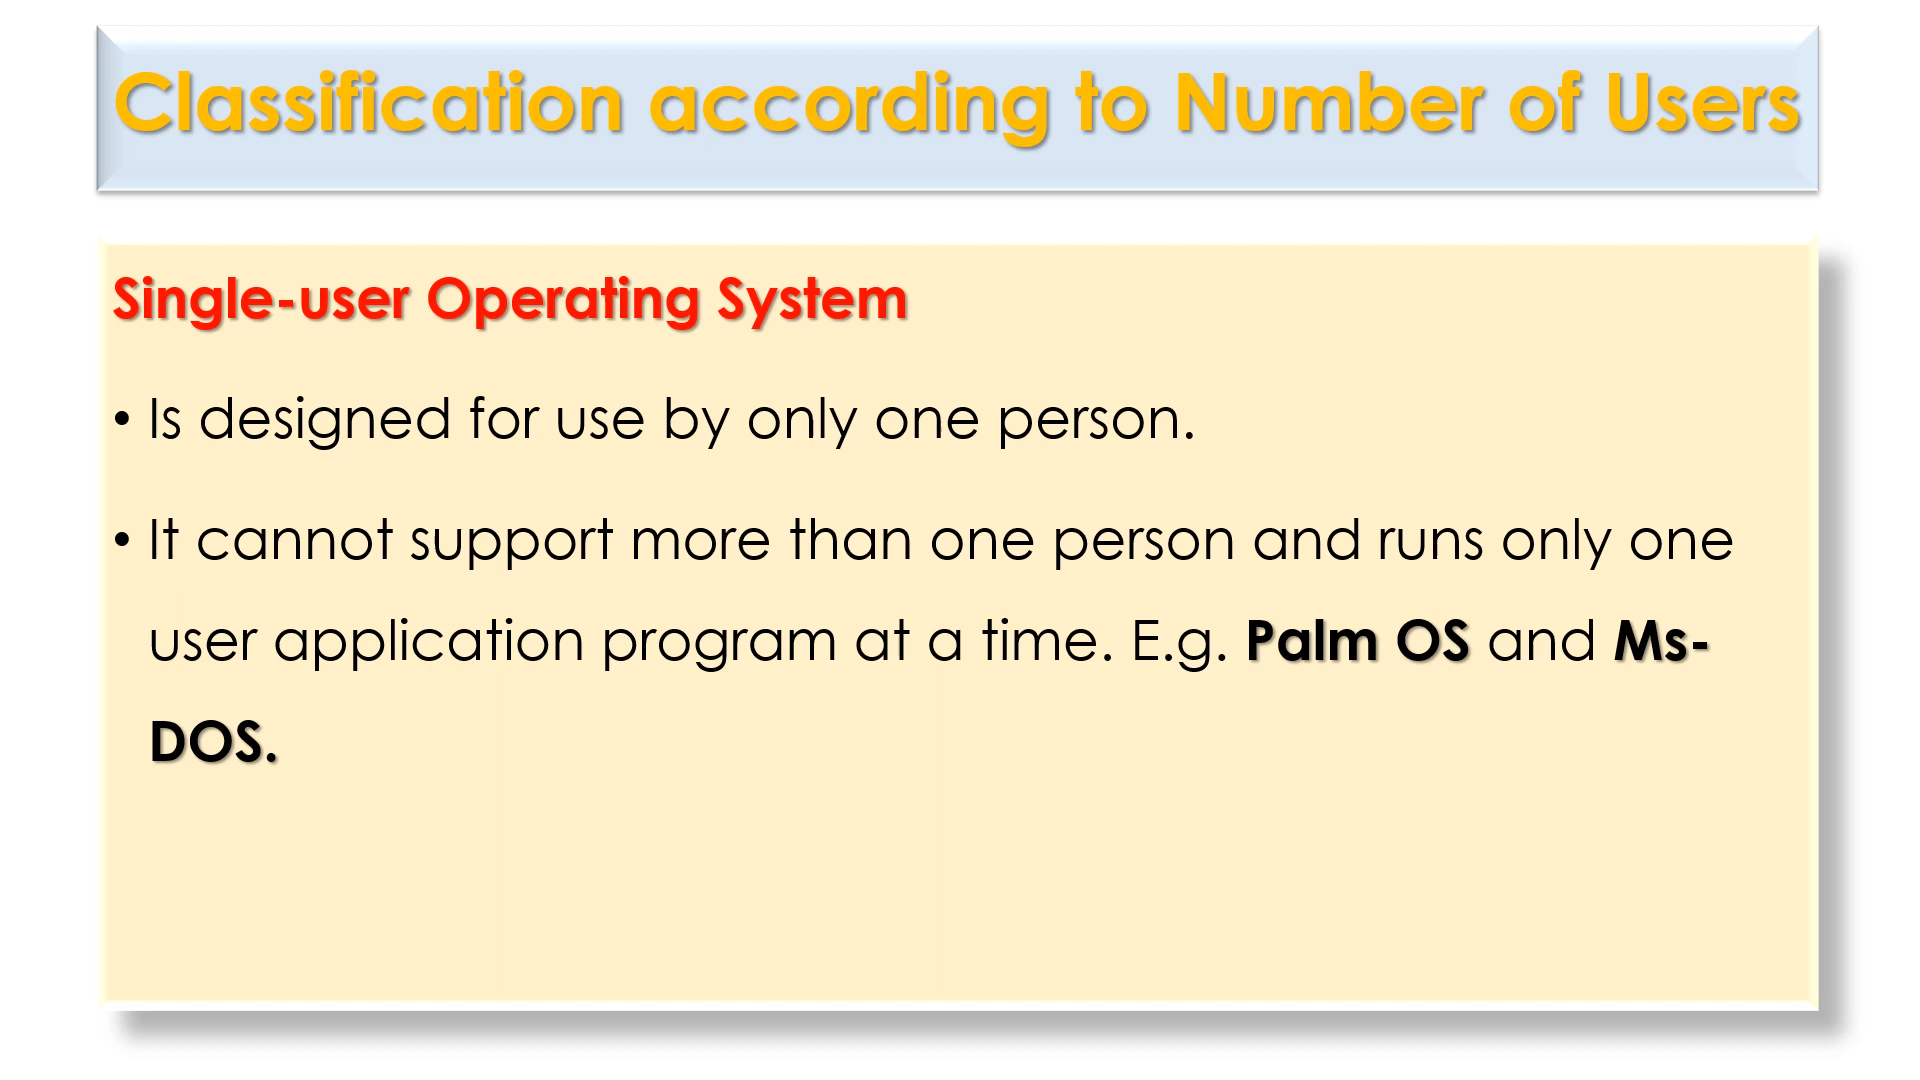 Classification according to Number of Users
Single-user Operating System
• Is designed for use by only one person.
• It cannot support more than one person and runs only one
user application program at a time. E.g. Palm OS and Ms-
DOS.